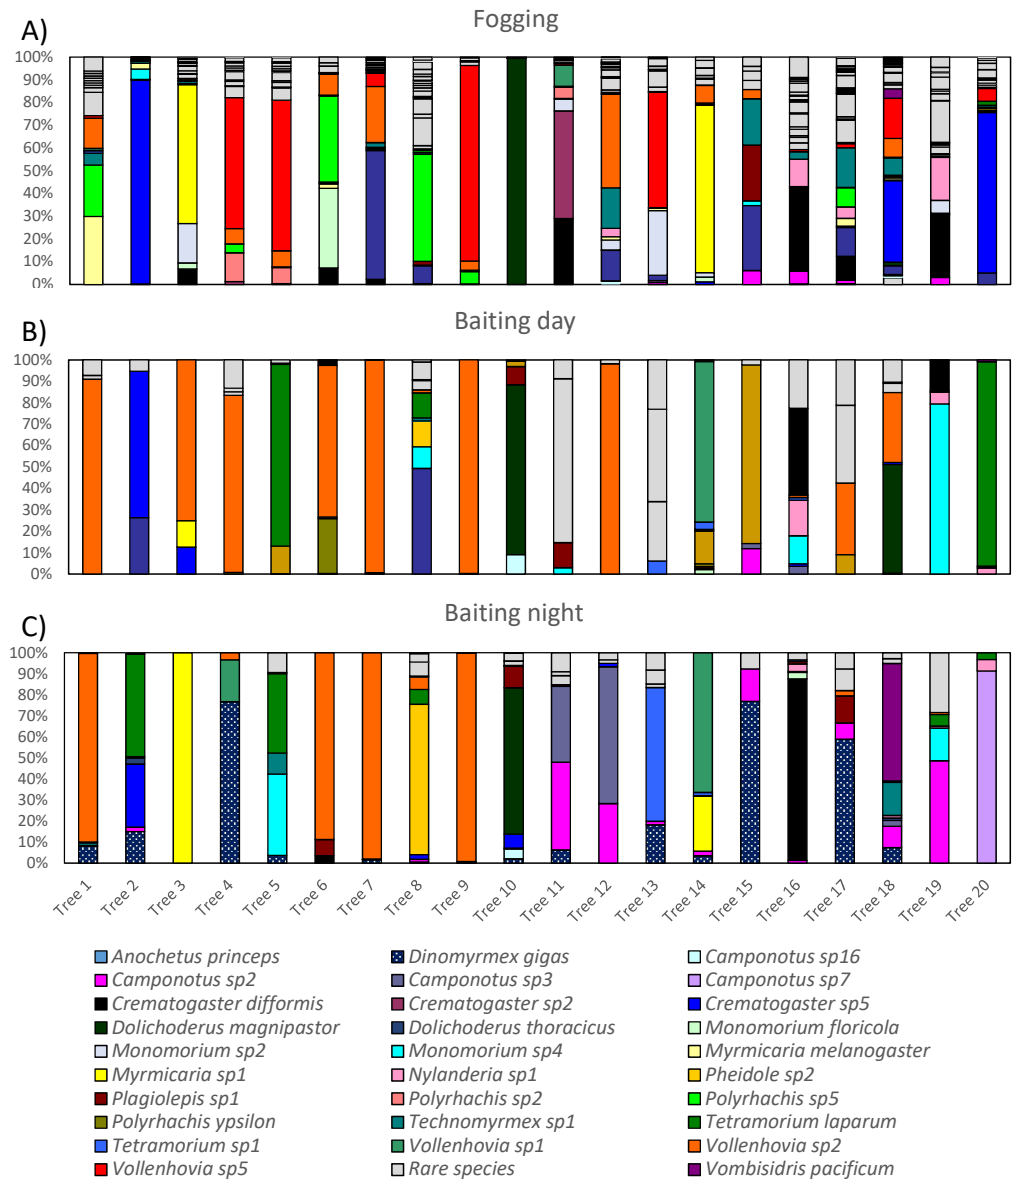 A)
Fogging
100%
90%
80%
70%
60%
50%
40%
30%
20%
10%
0%
B)
Baiting day
100%
90%
80%
70%
60%
50%
40%
30%
20%
10%
0%
C)
Baiting night
100%
90%
80%
70%
60%
50%
40%
30%
20%
10%
0%
Tree 1 Tree 2 Tree 3 Tree 4 Tree 5 Tree 6 Tree 7 Tree 8 Tree 9 Tree 10 Tree 11 Tree 12 Tree 13 Tree 14 Tree 15 Tree 16 Tree 17 Tree 18 Tree 19 Tree 20
Anochetus princeps Dinomyrmex gigas Camponotus sp16
Camponotus sp2 Camponotus sp3 Camponotus sp7
Crematogaster difformis Crematogaster sp2 Crematogaster sp5
Dolichoderus magnipastor Dolichoderus thoracicus Monomorium floricola
Monomorium sp2 Monomorium sp4 Myrmicaria melanogaster
Myrmicaria sp1 Nylanderia sp1 Pheidole sp2
Plagiolepis sp1 Polyrhachis sp2 Polyrhachis sp5
Polyrhachis ypsilon Technomyrmex sp1 Tetramorium laparum
Tetramorium sp1 Vollenhovia sp1 Vollenhovia sp2
Vollenhovia sp5 Rare species Vombisidris pacificum